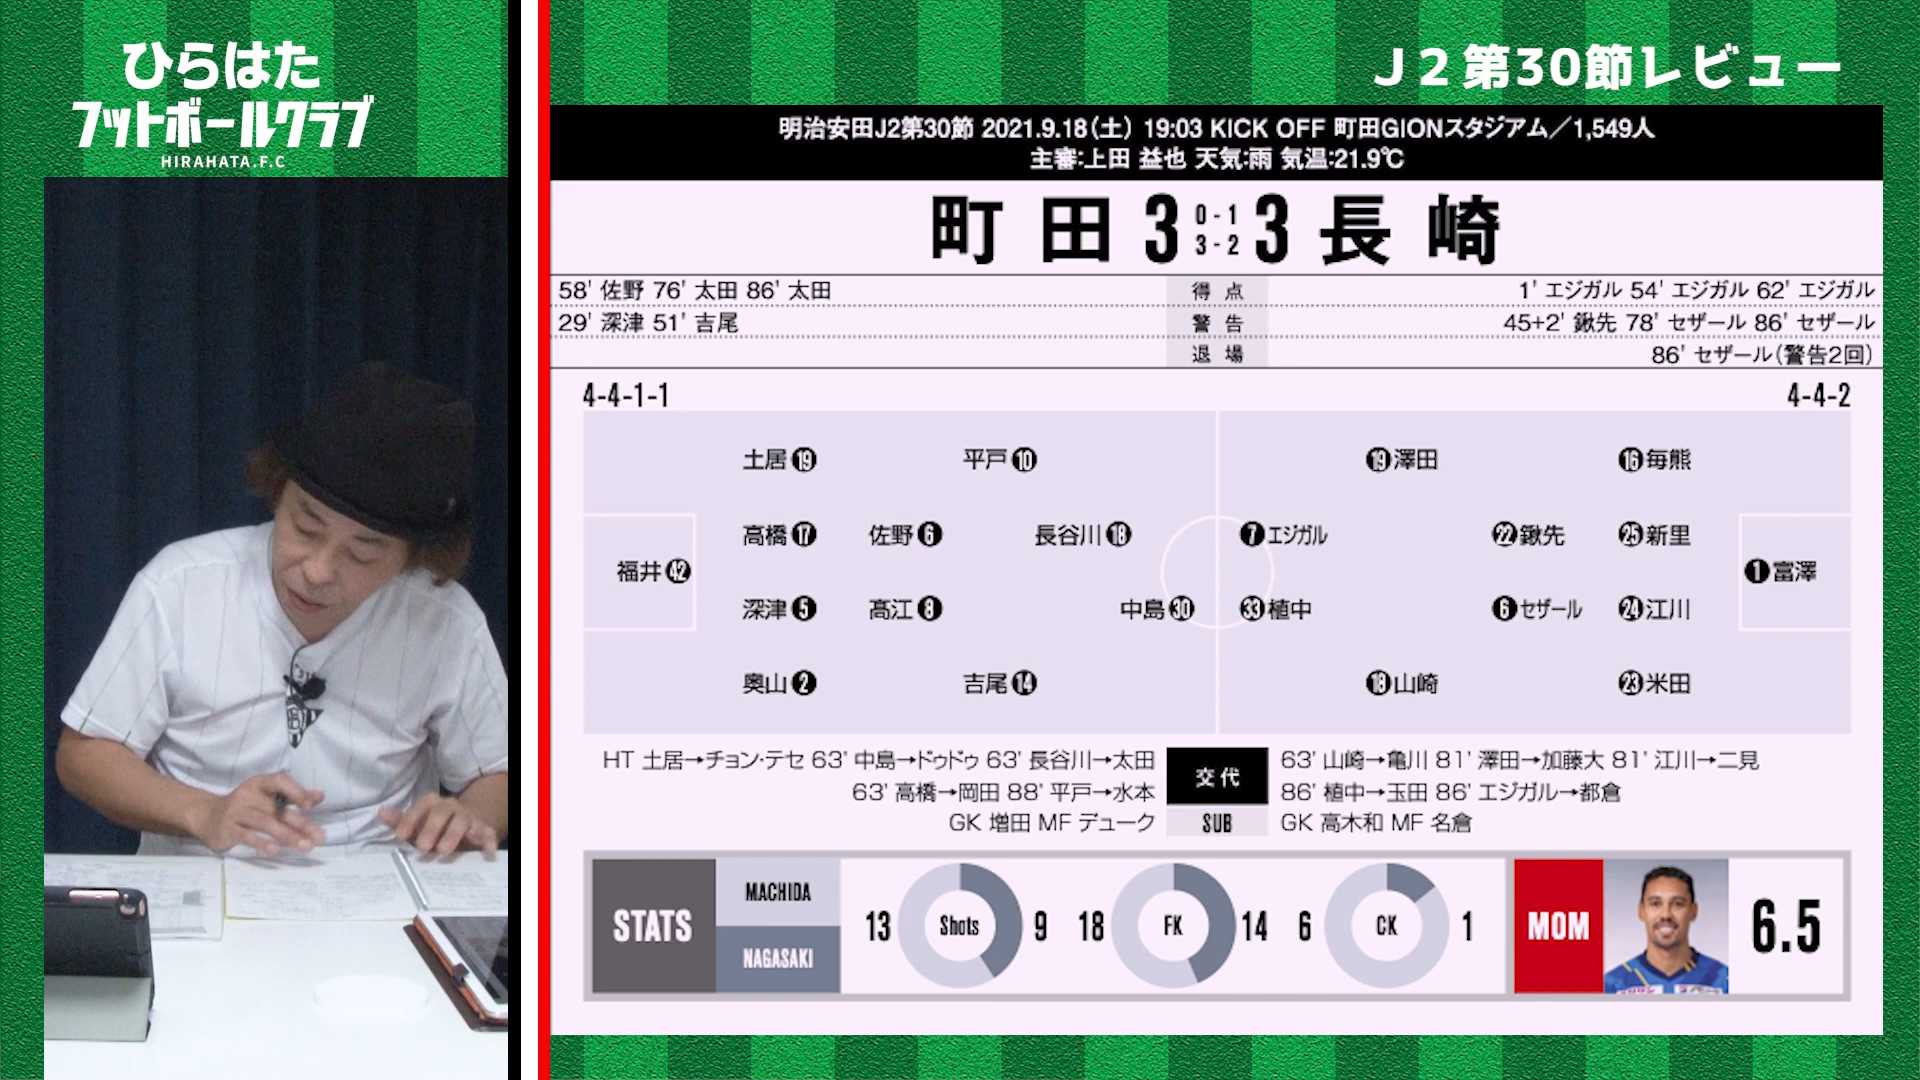 ひらはた
フットボールクラブ
HIRAHATA.F.C
J2第30節レビュー
明治安田J2第30節 2021.9.18(土) 19:03 KICK OFF 町田GIONスタジアム／1,549人
主審:上田 益也 天気:雨 気温:21.9℃
町田 3 0-1 3-2 3 長崎
58' 佐野 76' 太田 86' 太田 得点 1' エジガル 54' エジガル 62' エジガル
29' 深津 51' 吉尾 警告 45+2' 鍬先 78' セザール 86' セザール
退場 86' セザール(警告2回)
4-4-1-1 4-4-2
土居 19 平戸 10 19 澤田 16 毎熊
高橋 17 佐野 6 長谷川 18 7 エジガル 22 鍬先 25 新里
福井 42 1 富澤
深津 5 髙江 8 中島 30 33 植中 6 セザール 24 江川
奥山 2 吉尾 14 18 山崎 23 米田
HT 土居→チョン・テセ 63' 中島→ドゥドゥ 63' 長谷川→太田 交代 63' 山崎→亀川 81' 澤田→加藤大 81' 江川→二見
63' 高橋→岡田 88' 平戸→水本 86' 植中→玉田 86' エジガル→都倉
GK 増田 MF デューク SUB GK 高木和 MF 名倉
STATS MACHIDA NAGASAKI 13 Shots 9 18 FK 14 6 CK 1 MOM 6.5